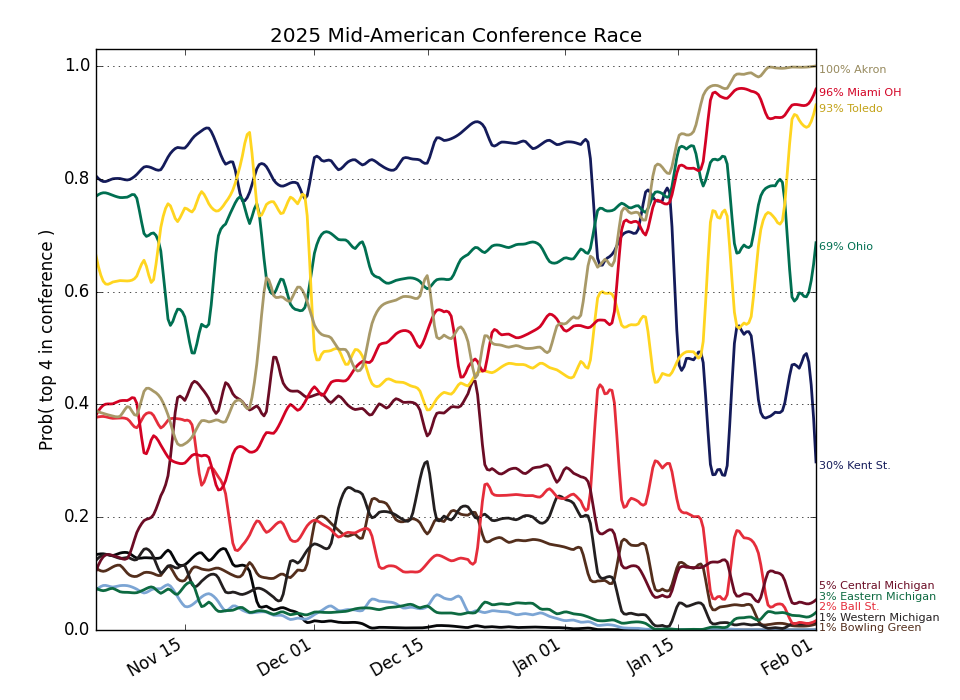 2025 Mid-American Conference Race
Prob( top 4 in conference )
1.0
0.8
0.6
0.4
0.2
0.0
Nov 15
Dec 01
Dec 15
Jan 01
Jan 15
Feb 01
100% Akron
96% Miami OH
93% Toledo
69% Ohio
30% Kent St.
5% Central Michigan
3% Eastern Michigan
2% Ball St.
1% Western Michigan
1% Bowling Green